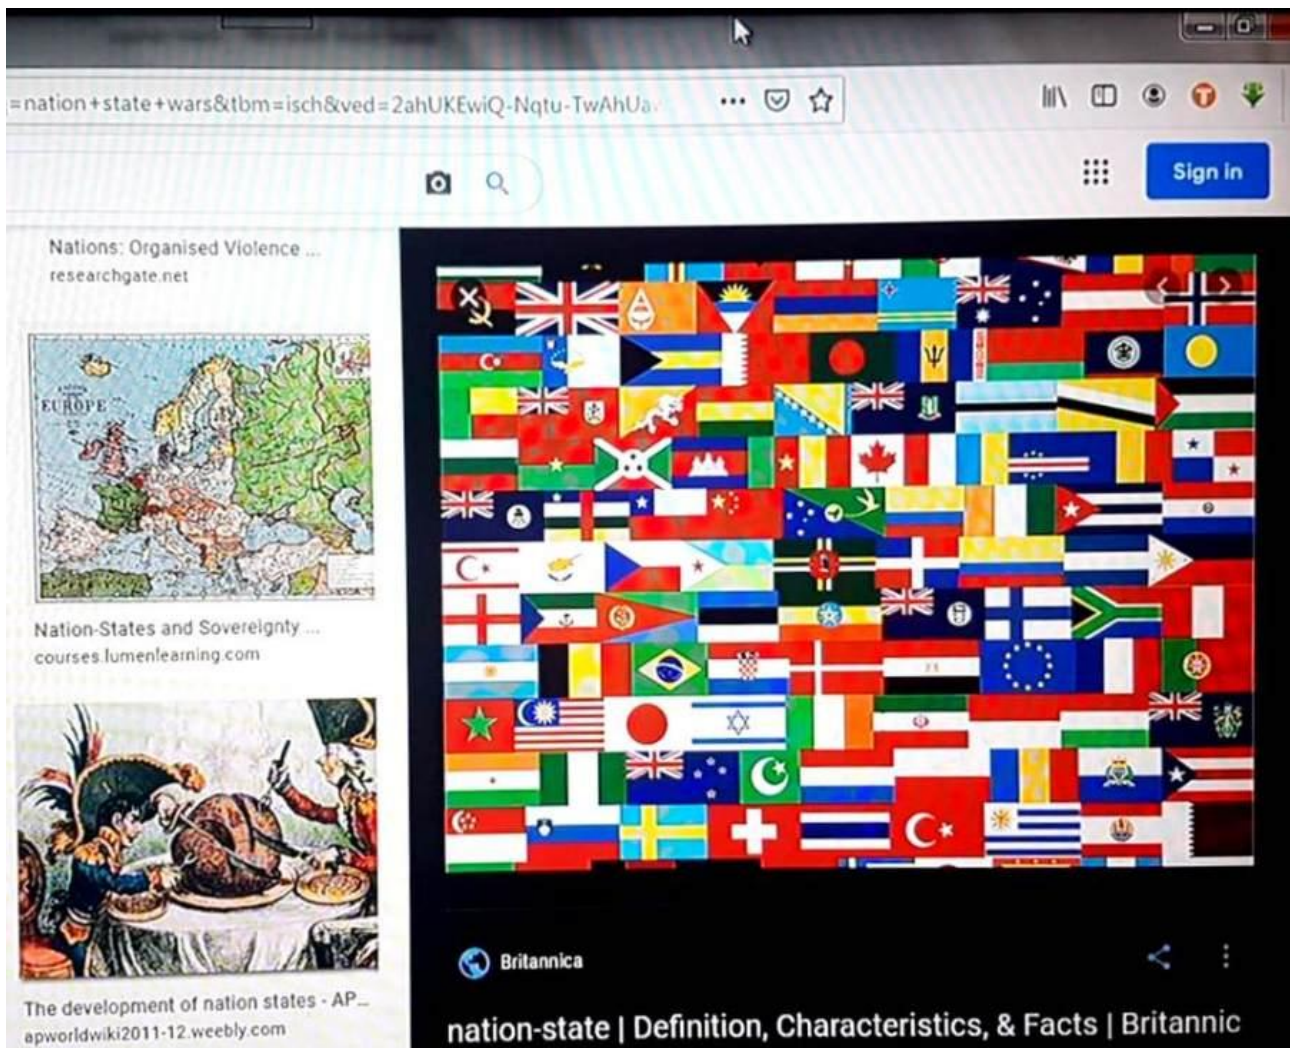 =nation+state+wars&tbm=isch&ved=2ahUKEwiQ-Nqtu-TwAhUa
Sign in
Nations: Organised Violence ...
researchgate.net
EUROPE
Nation-States and Sovereignty ...
courses.lumenlearning.com
The development of nation states - AP...
apworldwiki2011-12.weebly.com
Britannica
nation-state | Definition, Characteristics, & Facts | Britannic